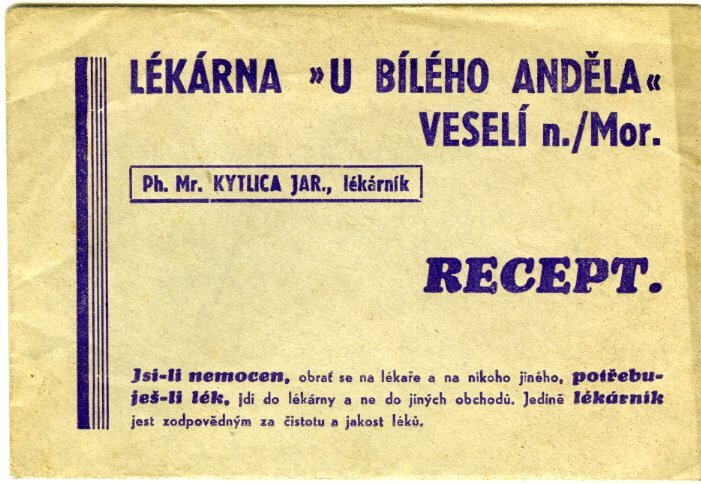 LÉKÁRNA »U BÍLÉHO ANDĚLA«
VESELÍ n./Mor.
Ph. Mr. KYTLICA JAR., lékárník
RECEPT.
Jsi-li nemocen, obrať se na lékaře a na nikoho jiného, potřebu-
ješ-li lék, jdi do lékárny a ne do jiných obchodů. Jedině lékárník
jest zodpovědným za čistotu a jakost léků.